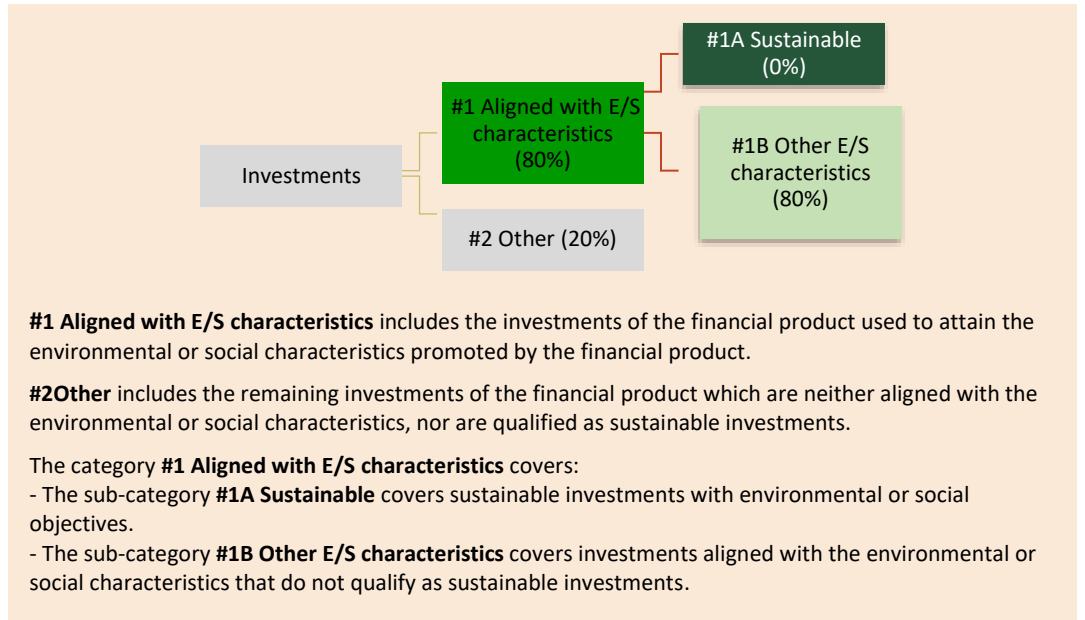 #1A Sustainable
(0%)
#1 Aligned with E/S
characteristics
(80%)
#1B Other E/S
characteristics
(80%)
Investments
#2 Other (20%)
#1 Aligned with E/S characteristics includes the investments of the financial product used to attain the
environmental or social characteristics promoted by the financial product.
#2Other includes the remaining investments of the financial product which are neither aligned with the
environmental or social characteristics, nor are qualified as sustainable investments.
The category #1 Aligned with E/S characteristics covers:
- The sub-category #1A Sustainable covers sustainable investments with environmental or social
objectives.
- The sub-category #1B Other E/S characteristics covers investments aligned with the environmental or
social characteristics that do not qualify as sustainable investments.